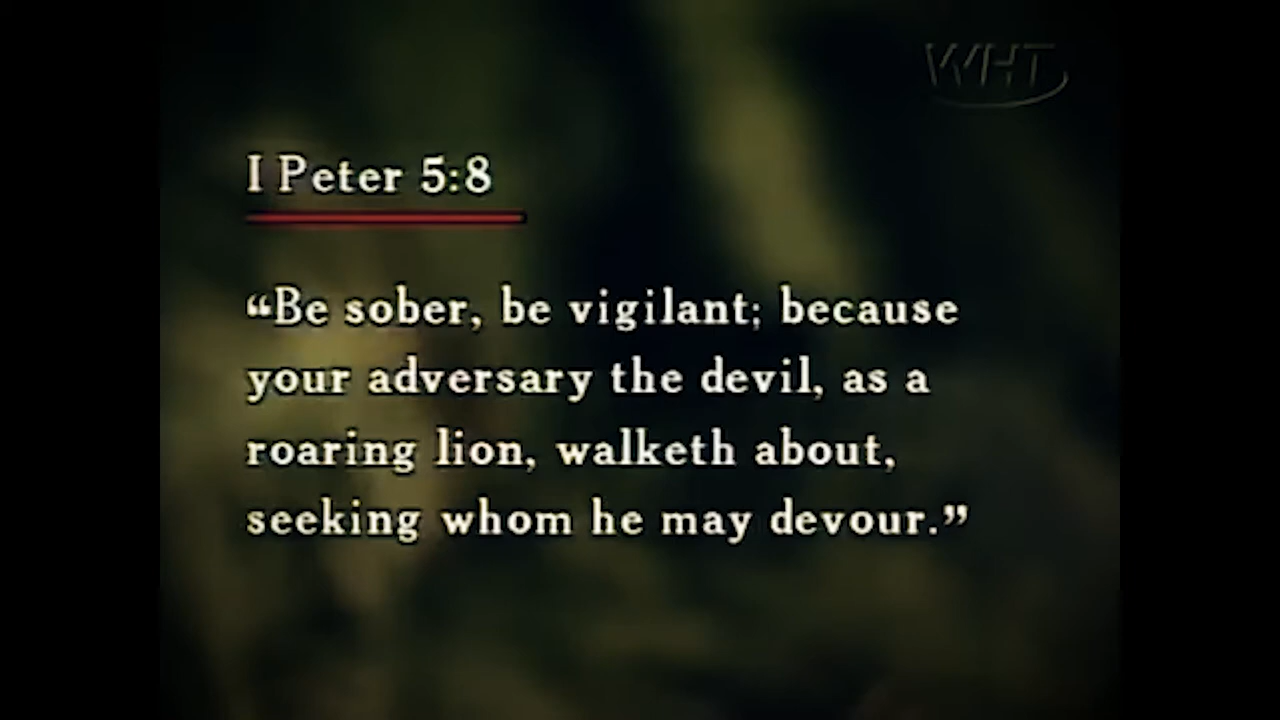 WHT
I Peter 5:8
“Be sober, be vigilant; because
your adversary the devil, as a
roaring lion, walketh about,
seeking whom he may devour.”